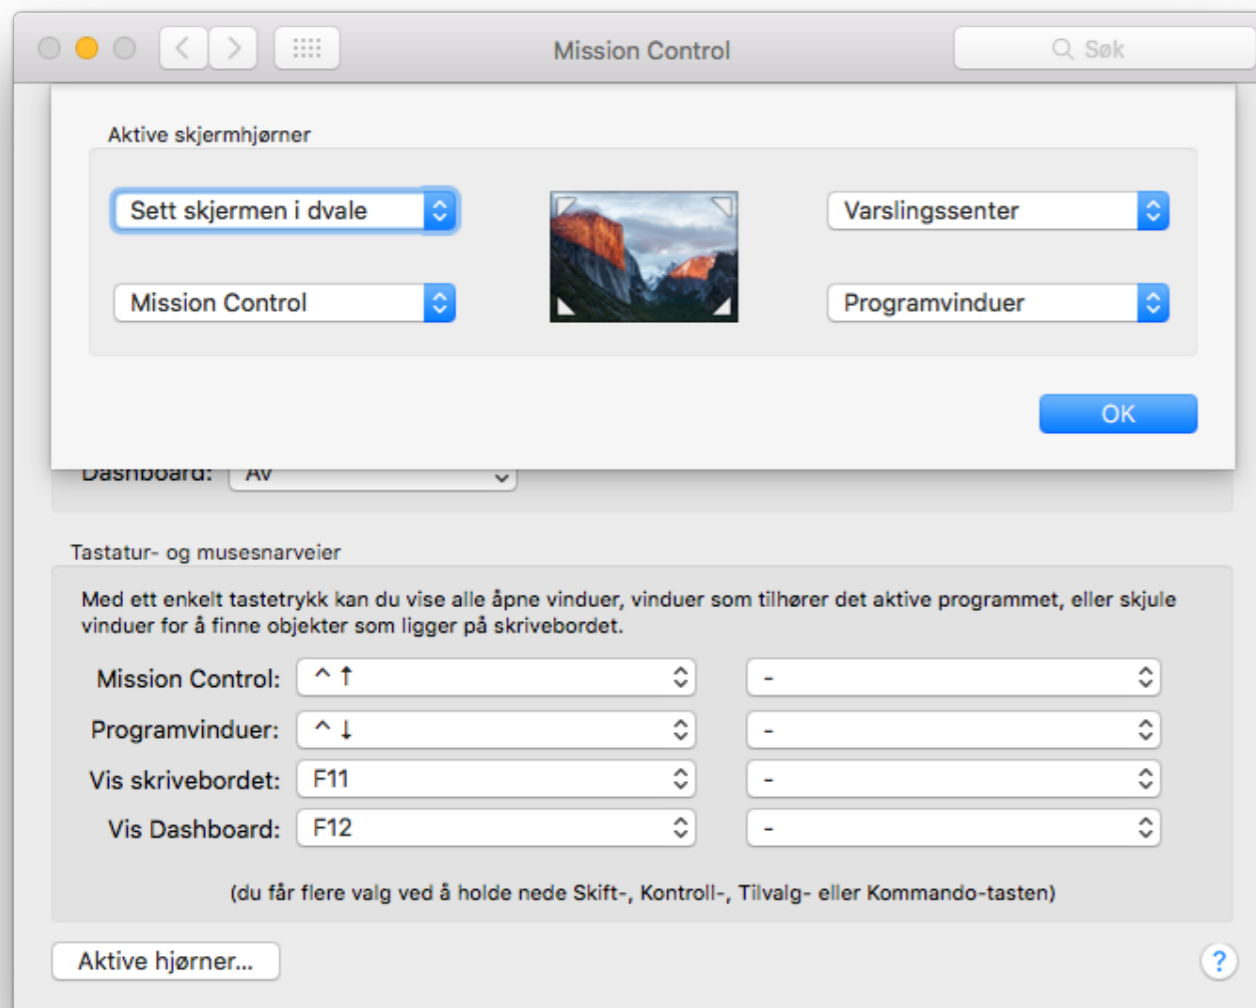 Mission Control
Søk
Aktive skjermhjørner
Sett skjermen i dvale
Varslingssenter
Mission Control
Programvinduer
OK
Dashboard: Av
Tastatur- og musesnarveier
Med ett enkelt tastetrykk kan du vise alle åpne vinduer, vinduer som tilhører det aktive programmet, eller skjule
vinduer for å finne objekter som ligger på skrivebordet.
Mission Control: ^ ↑ -
Programvinduer: ^ ↓ -
Vis skrivebordet: F11 -
Vis Dashboard: F12 -
(du får flere valg ved å holde nede Skift-, Kontroll-, Tilvalg- eller Kommando-tasten)
Aktive hjørner...
?